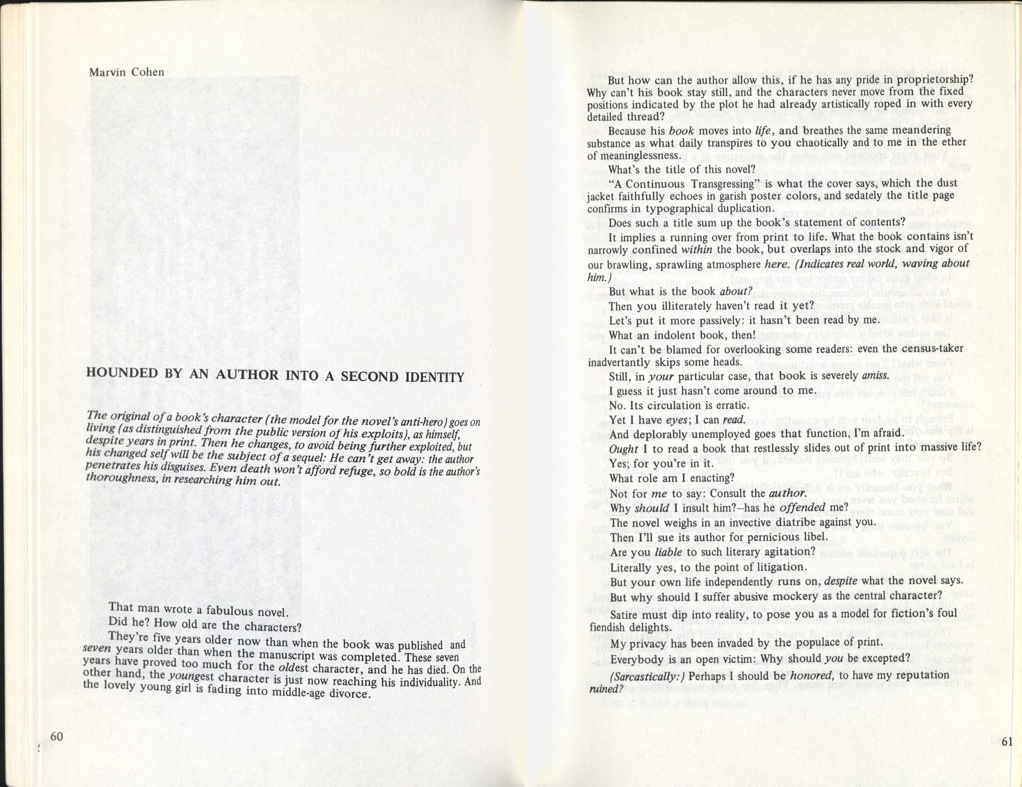 Marvin Cohen
HOUNDED BY AN AUTHOR INTO A SECOND IDENTITY
The original of a book's character (the model for the novel's anti-hero) goes on
living (as distinguished from the public version of his exploits), as himself,
despite years in print. Then he changes, to avoid being further exploited, but
his changed self will be the subject of a sequel: He can't get away: the author
penetrates his disguises. Even death won't afford refuge, so bold is the author's
thoroughness, in researching him out.
That man wrote a fabulous novel.
Did he? How old are the characters?
They're five years older now than when the book was published and
seven years older than when the manuscript was completed. These seven
years have proved too much for the oldest character, and he has died. On the
other hand, the youngest character is just now reaching his individuality. And
the lovely young girl is fading into middle-age divorce.
60
But how can the author allow this, if he has any pride in proprietorship?
Why can't his book stay still, and the characters never move from the fixed
positions indicated by the plot he had already artistically roped in with every
detailed thread?
Because his book moves into life, and breathes the same meandering
substance as what daily transpires to you chaotically and to me in the ether
of meaninglessness.
What's the title of this novel?
"A Continuous Transgressing" is what the cover says, which the dust
jacket faithfully echoes in garish poster colors, and sedately the title page
confirms in typographical duplication.
Does such a title sum up the book's statement of contents?
It implies a running over from print to life. What the book contains isn't
narrowly confined within the book, but overlaps into the stock and vigor of
our brawling, sprawling atmosphere here. (Indicates real world, waving about
him.)
But what is the book about?
Then you illiterately haven't read it yet?
Let's put it more passively: it hasn't been read by me.
What an indolent book, then!
It can't be blamed for overlooking some readers: even the census-taker
inadvertantly skips some heads.
Still, in your particular case, that book is severely amiss.
I guess it just hasn't come around to me.
No. Its circulation is erratic.
Yet I have eyes; I can read.
And deplorably unemployed goes that function, I'm afraid.
Ought I to read a book that restlessly slides out of print into massive life?
Yes; for you're in it.
What role am I enacting?
Not for me to say: Consult the author.
Why should I insult him?—has he offended me?
The novel weighs in an invective diatribe against you.
Then I'll sue its author for pernicious libel.
Are you liable to such literary agitation?
Literally yes, to the point of litigation.
But your own life independently runs on, despite what the novel says.
But why should I suffer abusive mockery as the central character?
Satire must dip into reality, to pose you as a model for fiction's foul
fiendish delights.
My privacy has been invaded by the populace of print.
Everybody is an open victim: Why should you be excepted?
(Sarcastically:) Perhaps I should be honored, to have my reputation
ruined?
61